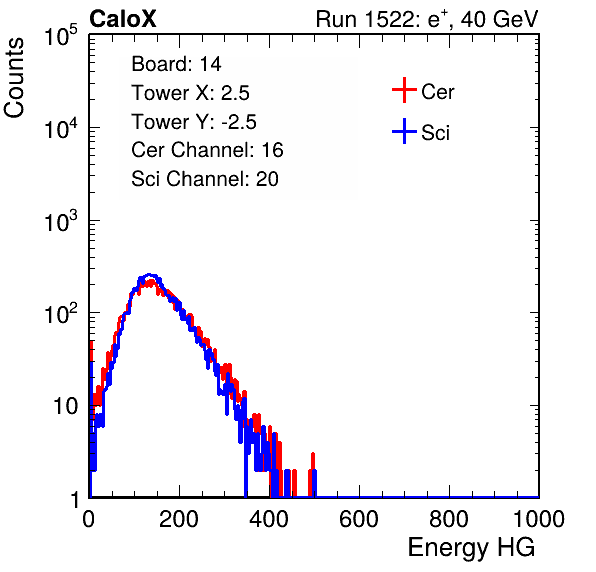 CaloX Run 1522: e⁺, 40 GeV
Counts
10⁵
10⁴
10³
10²
10
1
Board: 14
Tower X: 2.5
Tower Y: -2.5
Cer Channel: 16
Sci Channel: 20
Cer
Sci
0 200 400 600 800 1000
Energy HG